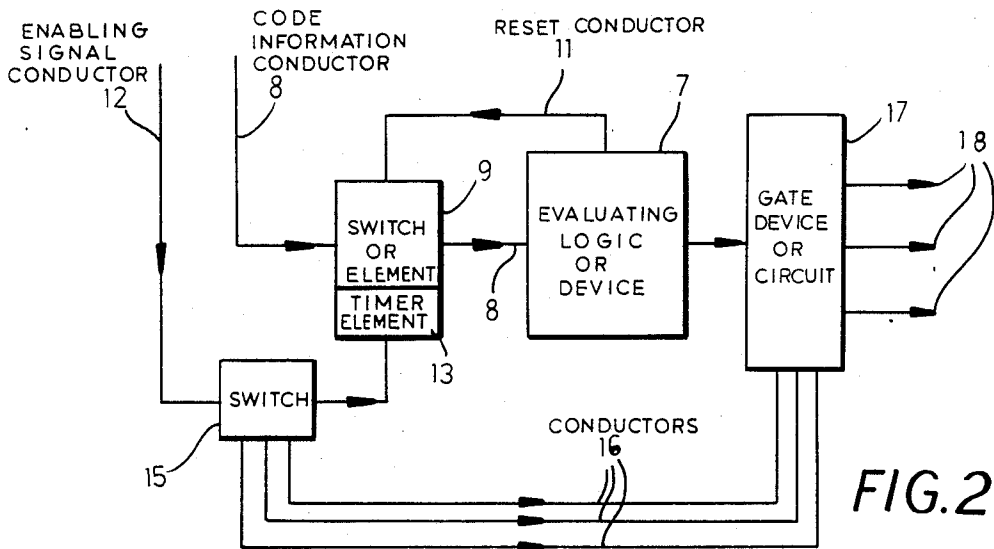 ENABLING
SIGNAL
CONDUCTOR
12
CODE
INFORMATION
CONDUCTOR
8
RESET CONDUCTOR
11
7
17
18
9
SWITCH
OR
ELEMENT
TIMER
ELEMENT
13
8
EVALUATING
LOGIC
OR
DEVICE
GATE
DEVICE
OR
CIRCUIT
SWITCH
15
CONDUCTORS
16
FIG.2